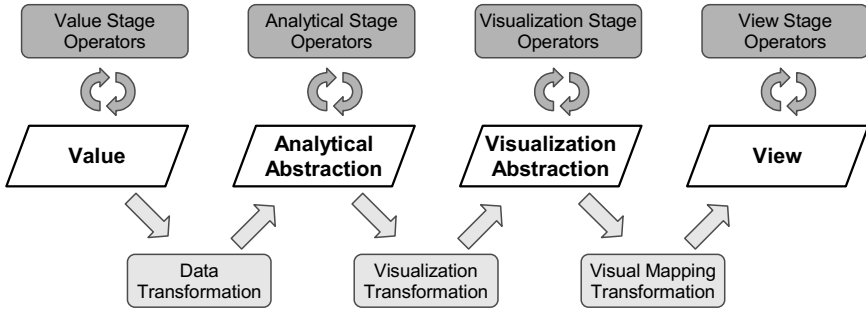 Value Stage
Operators
Analytical Stage
Operators
Visualization Stage
Operators
View Stage
Operators
Value
Analytical
Abstraction
Visualization
Abstraction
View
Data
Transformation
Visualization
Transformation
Visual Mapping
Transformation